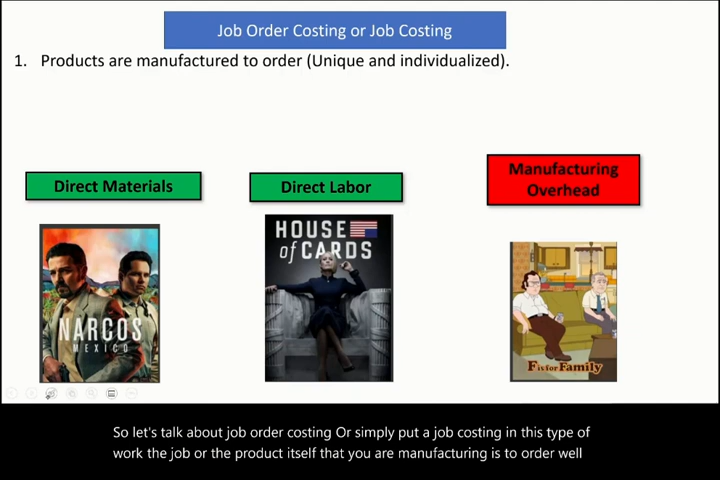 Job Order Costing or Job Costing
1. Products are manufactured to order (Unique and individualized).
Direct Materials
Direct Labor
Manufacturing
Overhead
NARCOS
MEXICO
HOUSE
of CARDS
F is for Family
So let's talk about job order costing Or simply put a job costing in this type of
work the job or the product itself that you are manufacturing is to order well